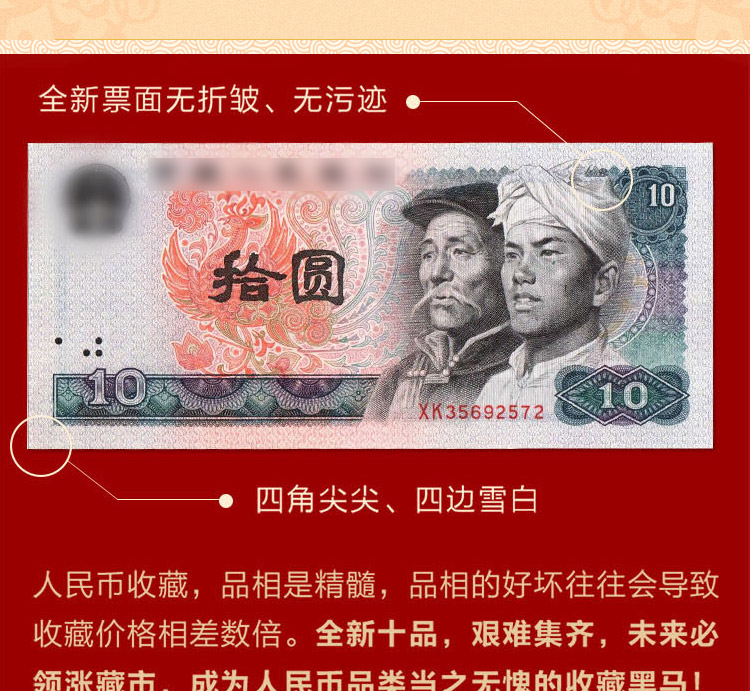 全新票面无折皱、无污迹
10
拾圆
10
XK35692572
10
四角尖尖、四边雪白
人民币收藏，品相是精髓，品相的好坏往往会导致
收藏价格相差数倍。全新十品，艰难集齐，未来必
领涨藏市，成为人民币品类当之无愧的收藏黑马！